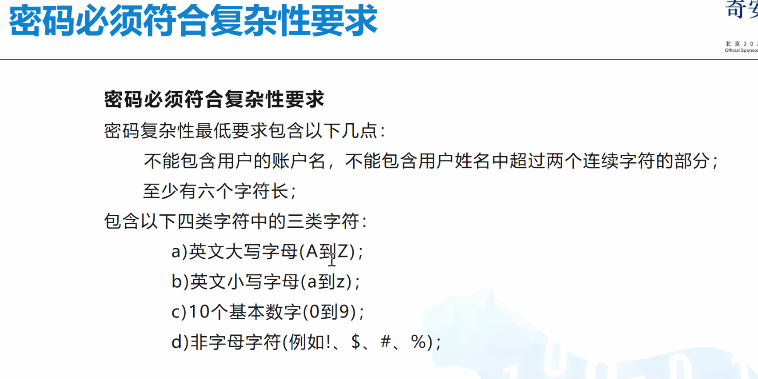 密码必须符合复杂性要求
奇安
北京202
Official Sponsor
密码必须符合复杂性要求
密码复杂性最低要求包含以下几点：
不能包含用户的账户名，不能包含用户姓名中超过两个连续字符的部分；
至少有六个字符长；
包含以下四类字符中的三类字符：
a)英文大写字母(A到Z)；
b)英文小写字母(a到z)；
c)10个基本数字(0到9)；
d)非字母字符(例如!、$、#、%)；